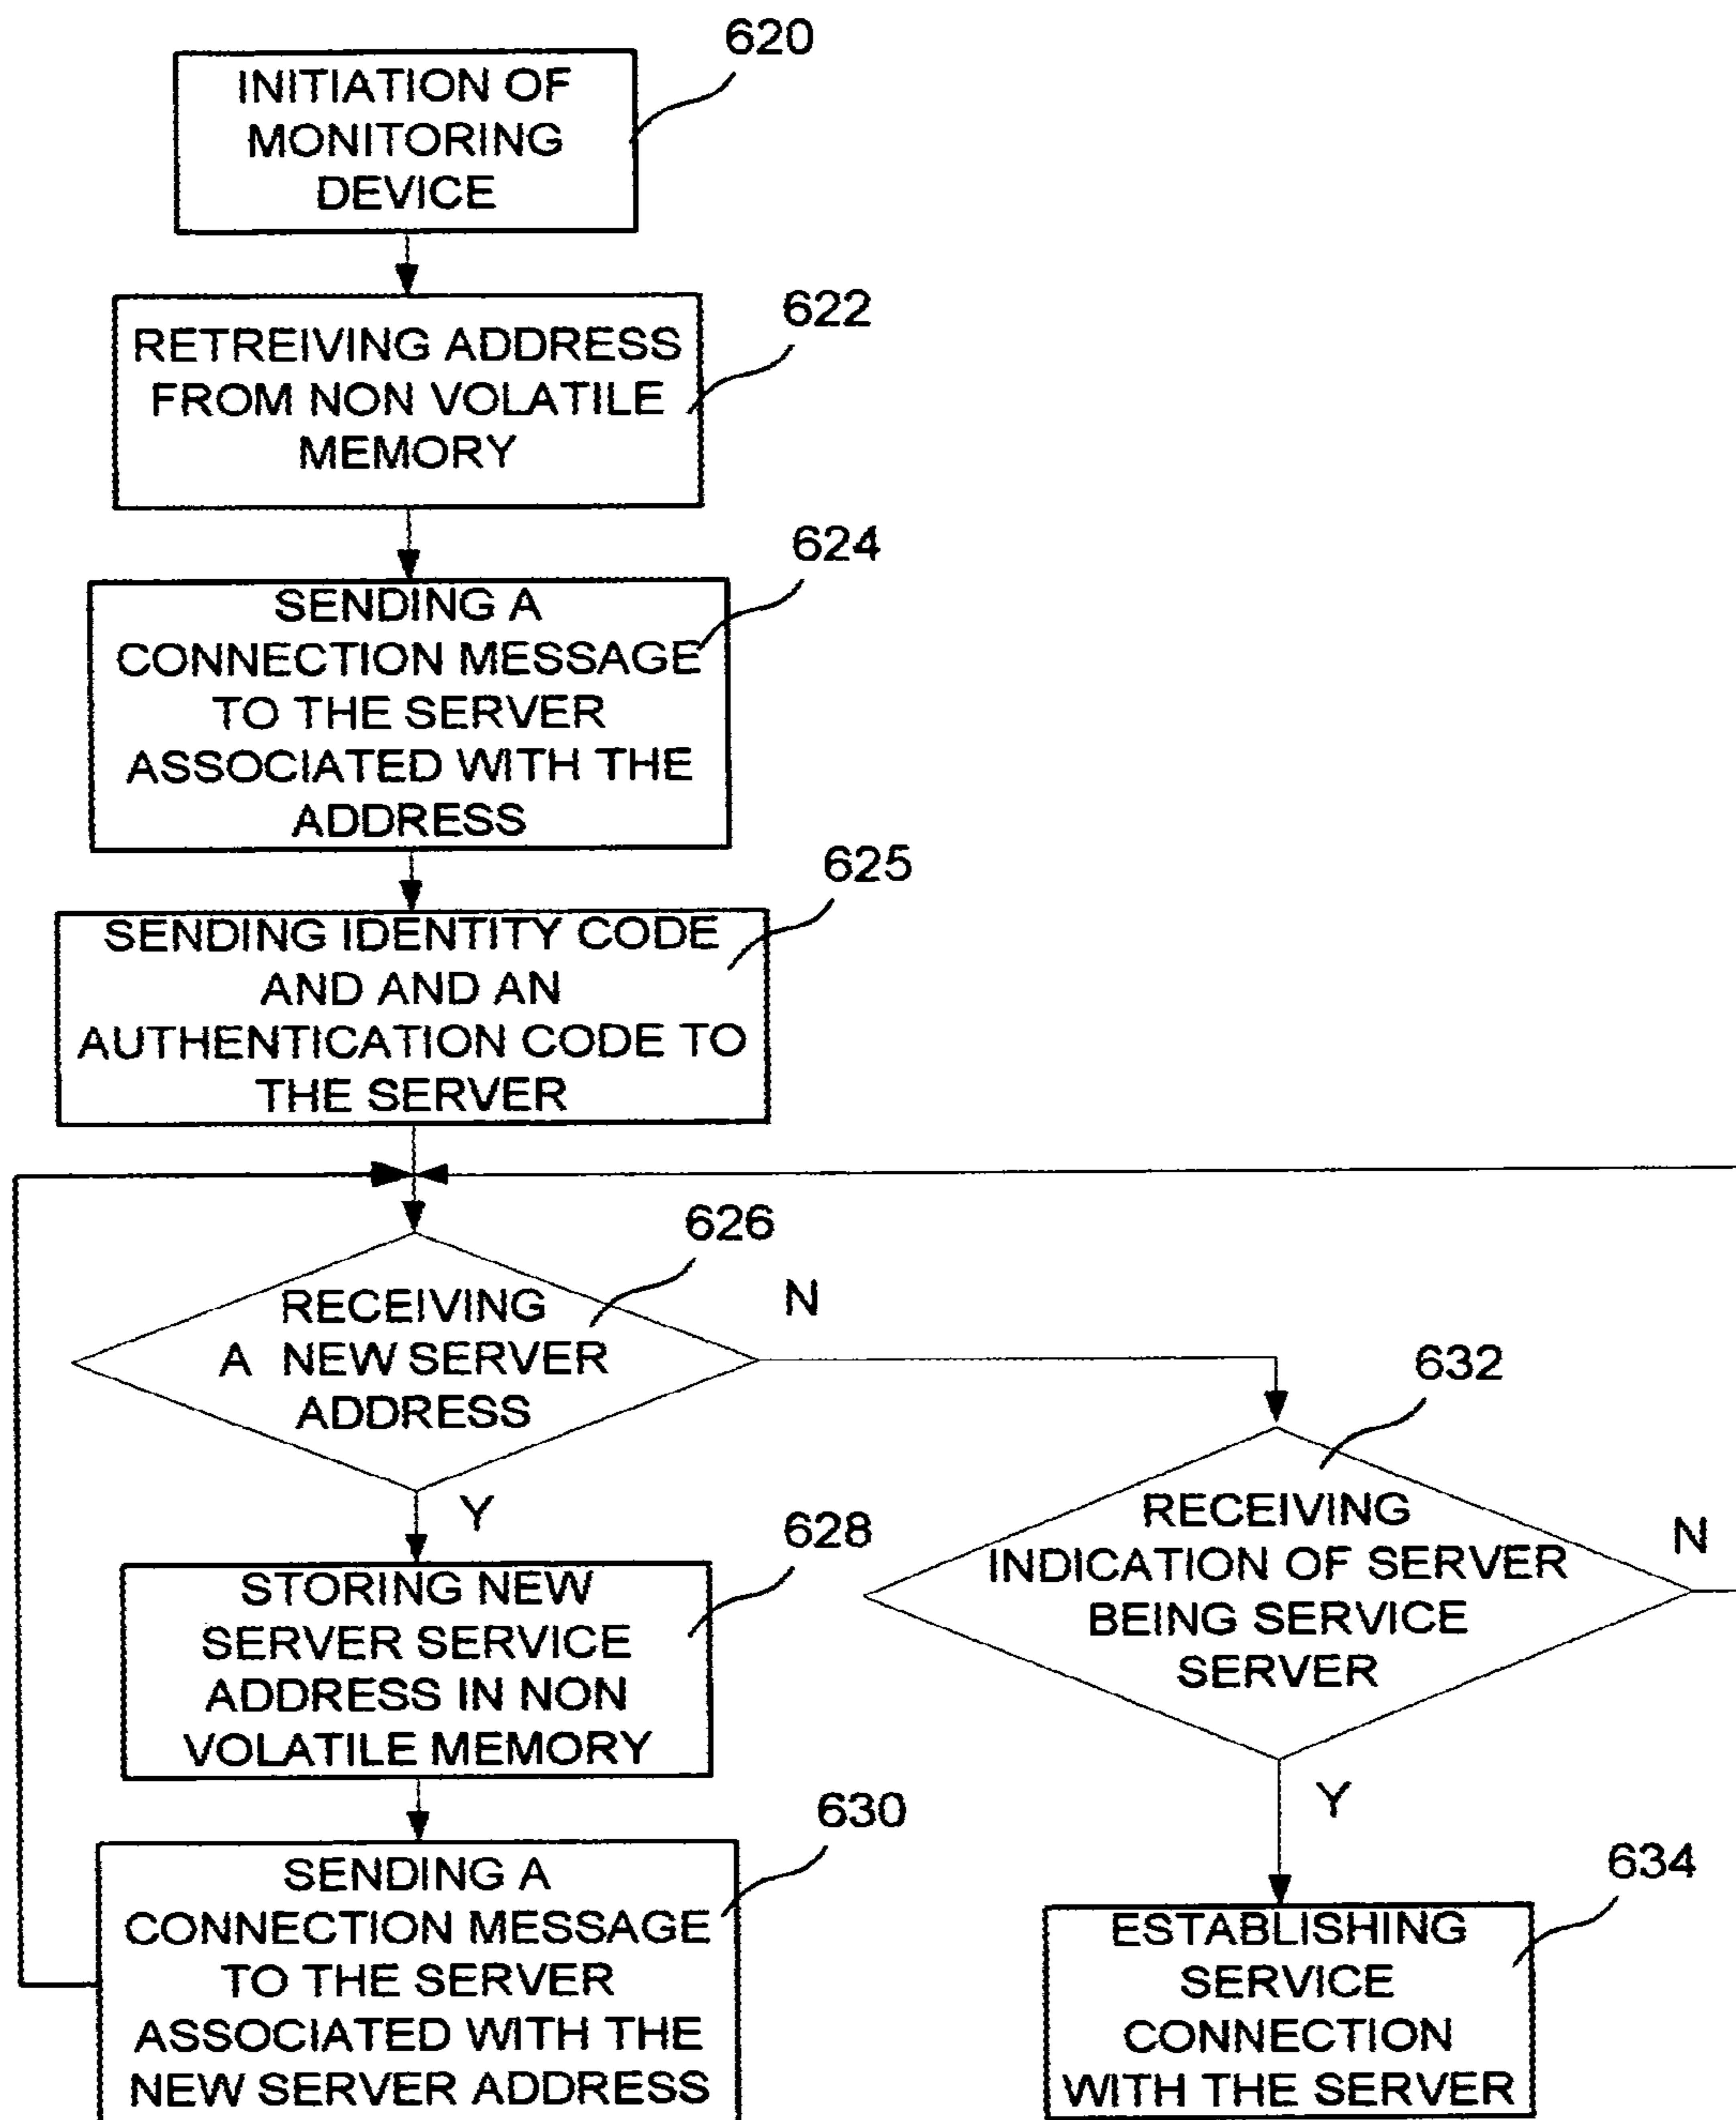 620
INITIATION OF
MONITORING
DEVICE
622
RETREIVING ADDRESS
FROM NON VOLATILE
MEMORY
624
SENDING A
CONNECTION MESSAGE
TO THE SERVER
ASSOCIATED WITH THE
ADDRESS
625
SENDING IDENTITY CODE
AND AND AN
AUTHENTICATION CODE TO
THE SERVER
626
RECEIVING
A NEW SERVER
ADDRESS
N
Y
632
RECEIVING
INDICATION OF SERVER
BEING SERVICE
SERVER
N
Y
628
STORING NEW
SERVER SERVICE
ADDRESS IN NON
VOLATILE MEMORY
630
SENDING A
CONNECTION MESSAGE
TO THE SERVER
ASSOCIATED WITH THE
NEW SERVER ADDRESS
634
ESTABLISHING
SERVICE
CONNECTION
WITH THE SERVER